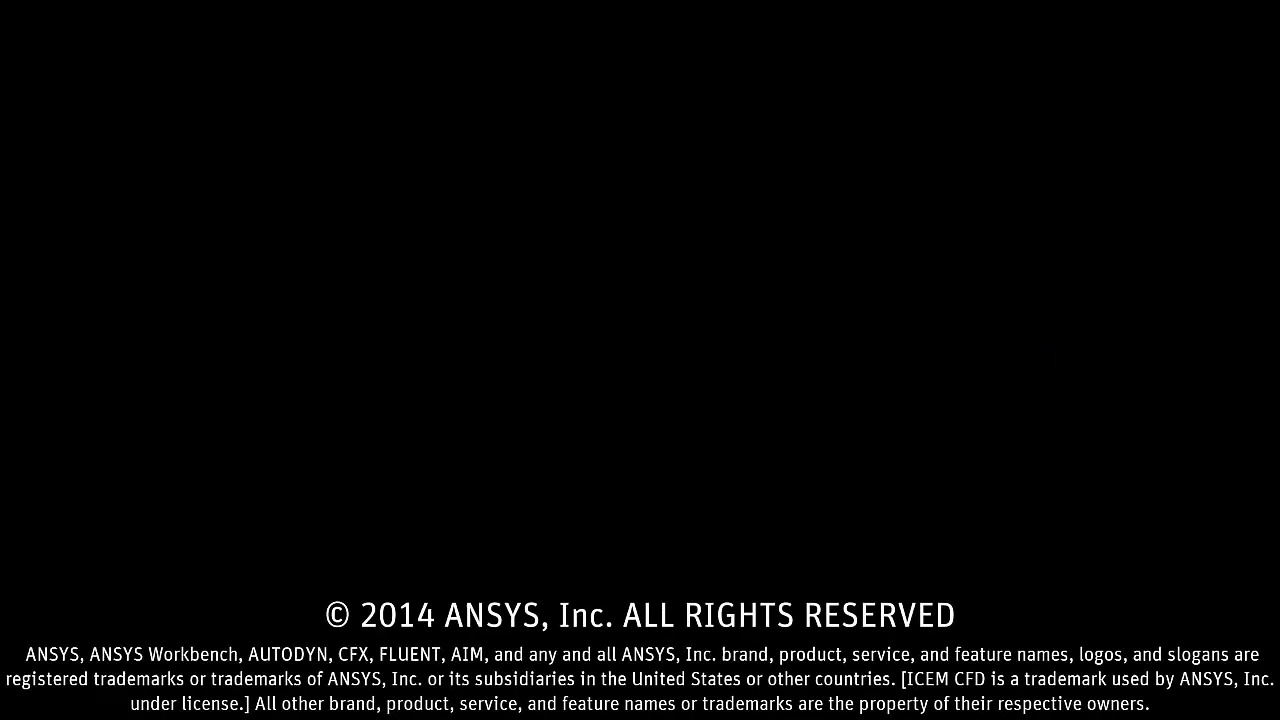 © 2014 ANSYS, Inc. ALL RIGHTS RESERVED
ANSYS, ANSYS Workbench, AUTODYN, CFX, FLUENT, AIM, and any and all ANSYS, Inc. brand, product, service, and feature names, logos, and slogans are
registered trademarks or trademarks of ANSYS, Inc. or its subsidiaries in the United States or other countries. [ICEM CFD is a trademark used by ANSYS, Inc.
under license.] All other brand, product, service, and feature names or trademarks are the property of their respective owners.